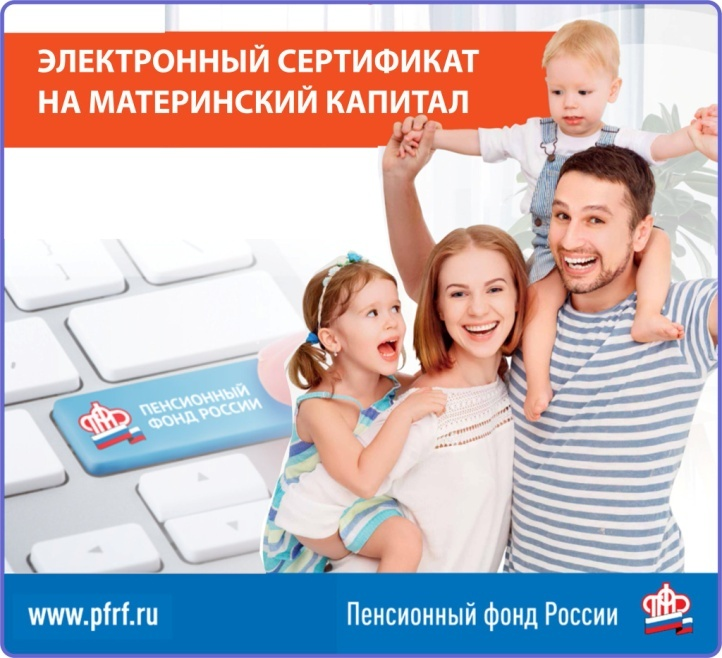 ЭЛЕКТРОННЫЙ СЕРТИФИКАТ
НА МАТЕРИНСКИЙ КАПИТАЛ
ПЕНСИОННЫЙ
ФОНД РОССИИ
www.pfrf.ru
Пенсионный фонд России